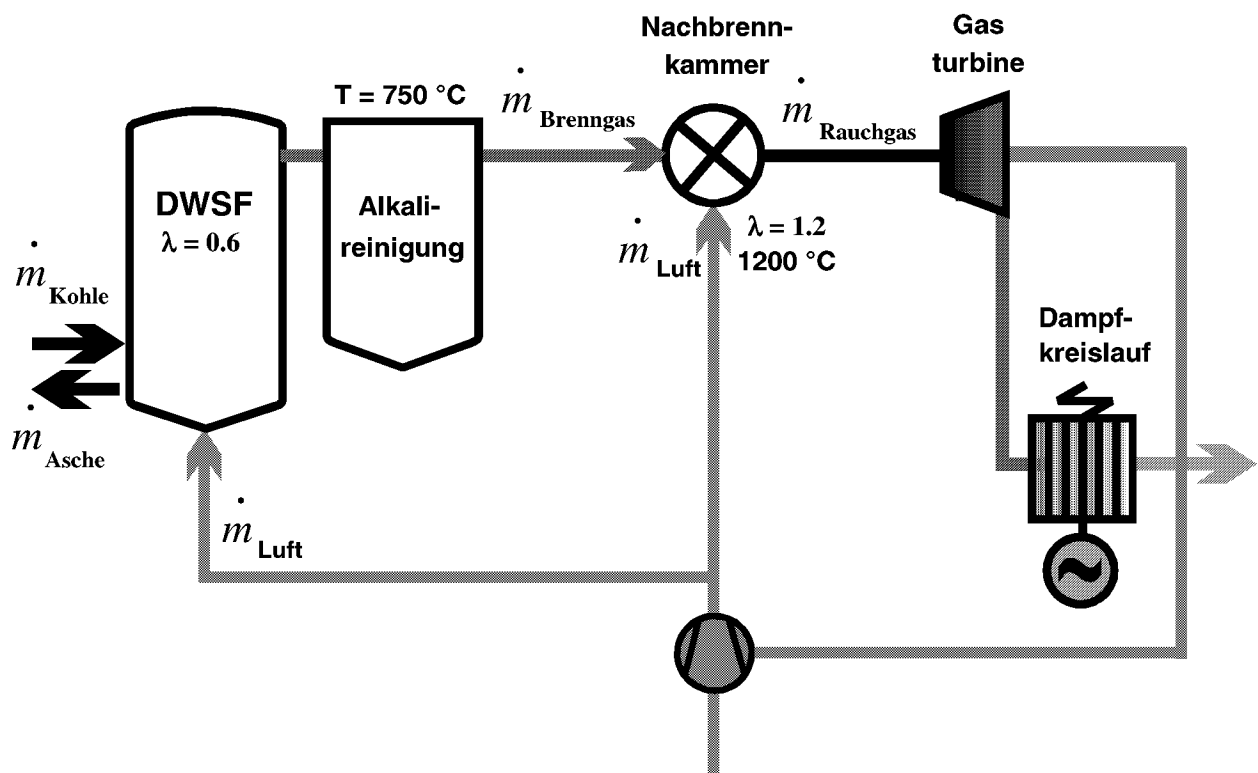 Nachbrenn-
kammer
Gas
turbine
T = 750 °C
ṁ Brenngas
ṁ Rauchgas
DWSF
λ = 0.6
Alkali-
reinigung
ṁ Kohle
ṁ Luft
λ = 1.2
1200 °C
Dampf-
kreislauf
ṁ Asche
ṁ Luft